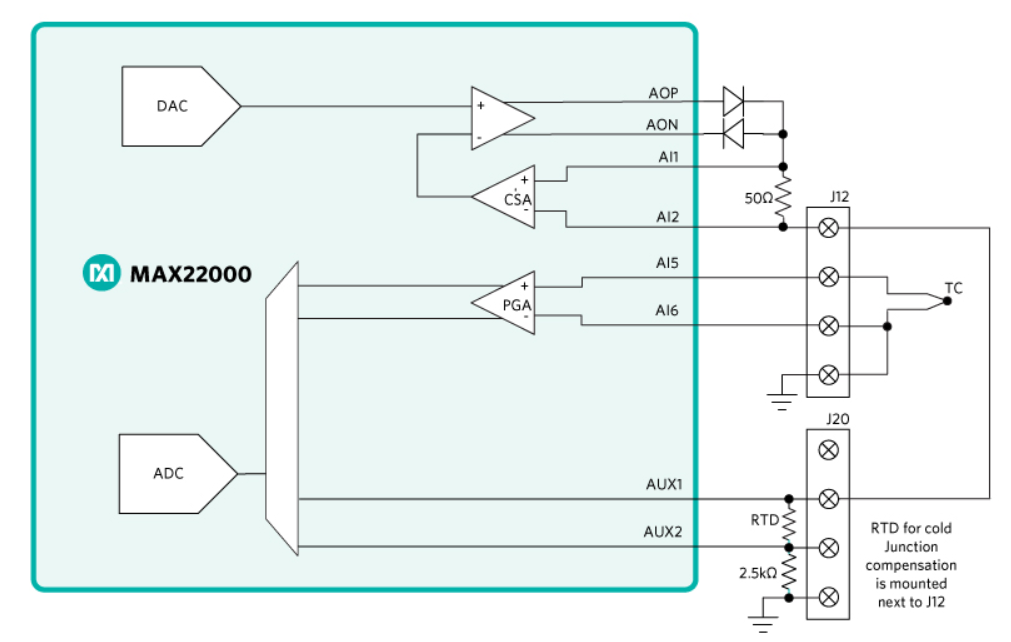 DAC
+
-
AOP
AON
AI1
+
CSA
-
50Ω
J12
AI2
MAX22000
AI5
+
PGA
-
AI6
TC
J20
ADC
AUX1
RTD
AUX2
2.5kΩ
RTD for cold
Junction
compensation
is mounted
next to J12